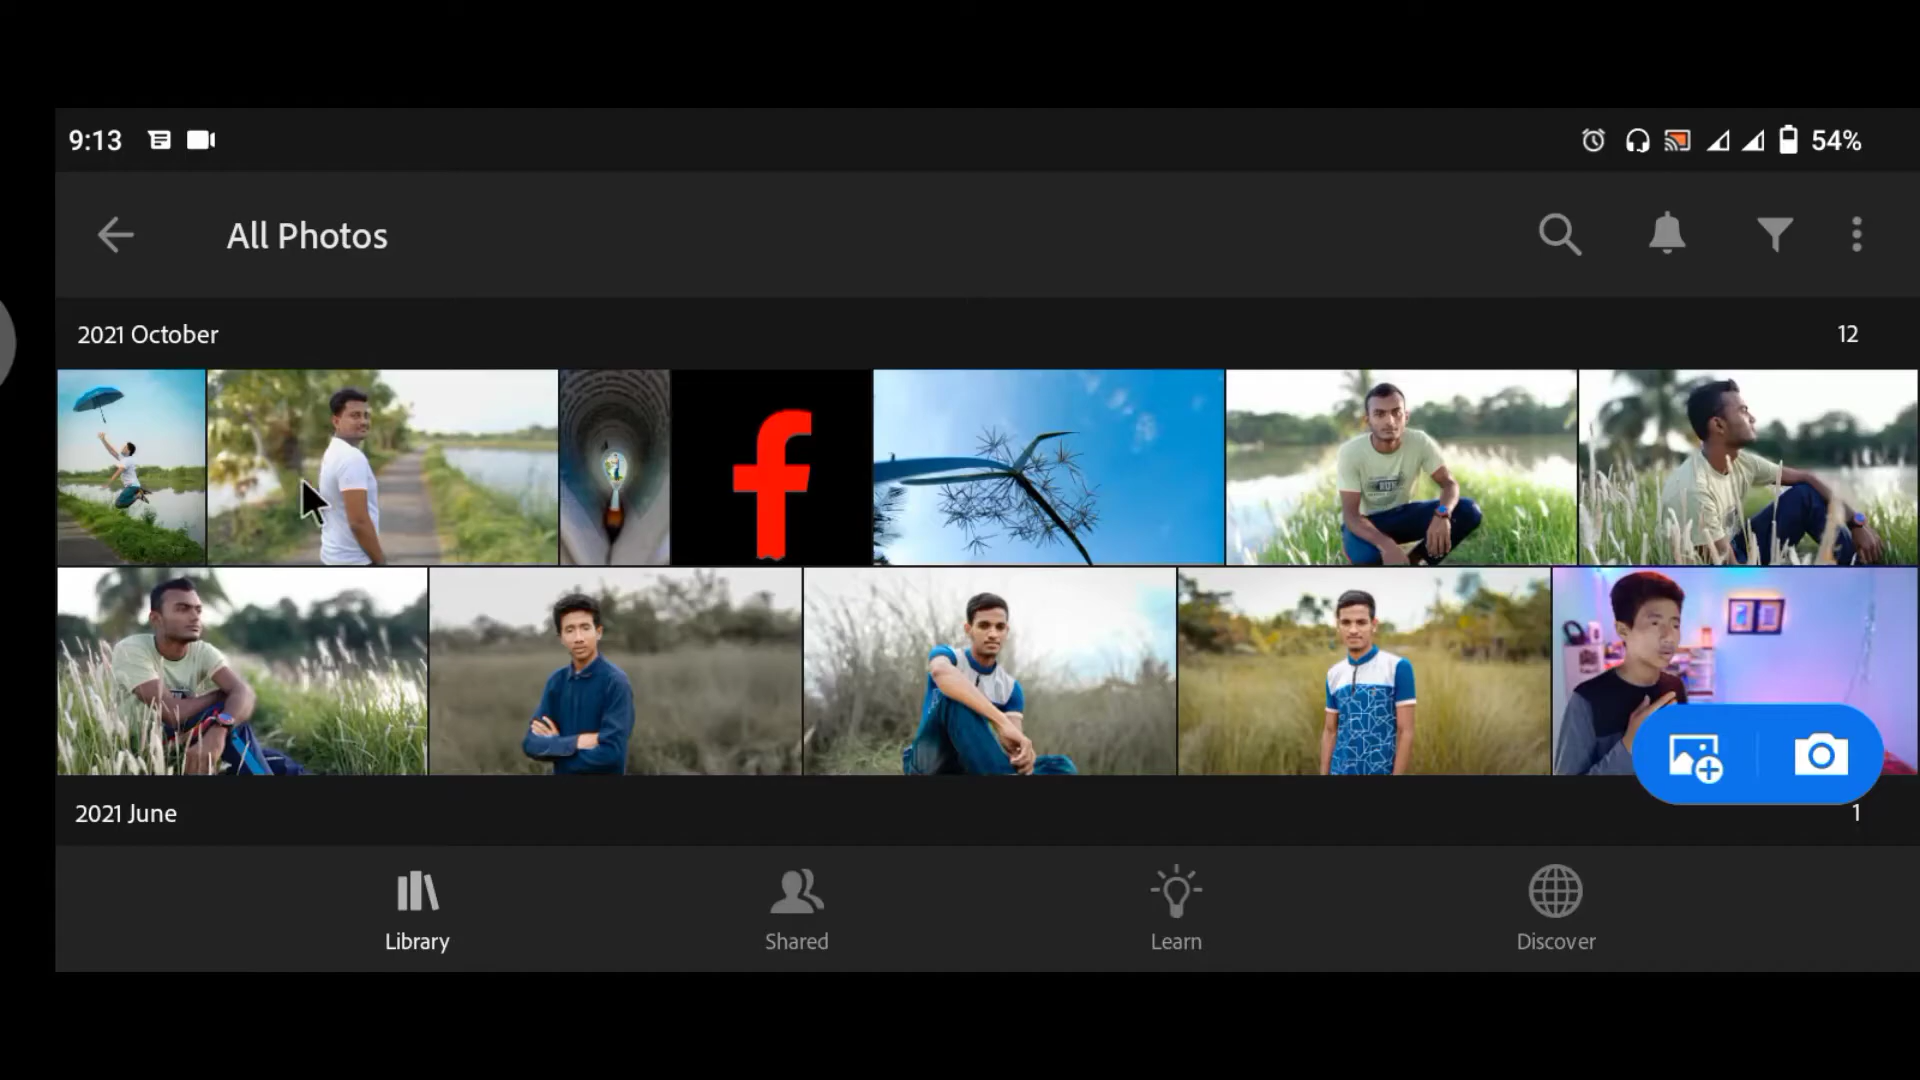 9:13
54%
All Photos
2021 October
12
f
2021 June
1
Library
Shared
Learn
Discover